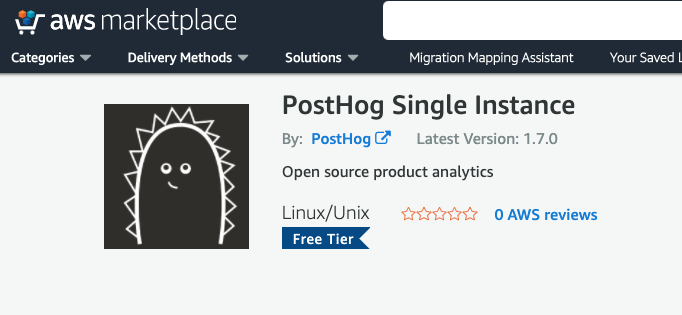 aws marketplace
Categories Delivery Methods Solutions Migration Mapping Assistant Your Saved
PostHog Single Instance
By: PostHog Latest Version: 1.7.0
Open source product analytics
Linux/Unix 0 AWS reviews
Free Tier